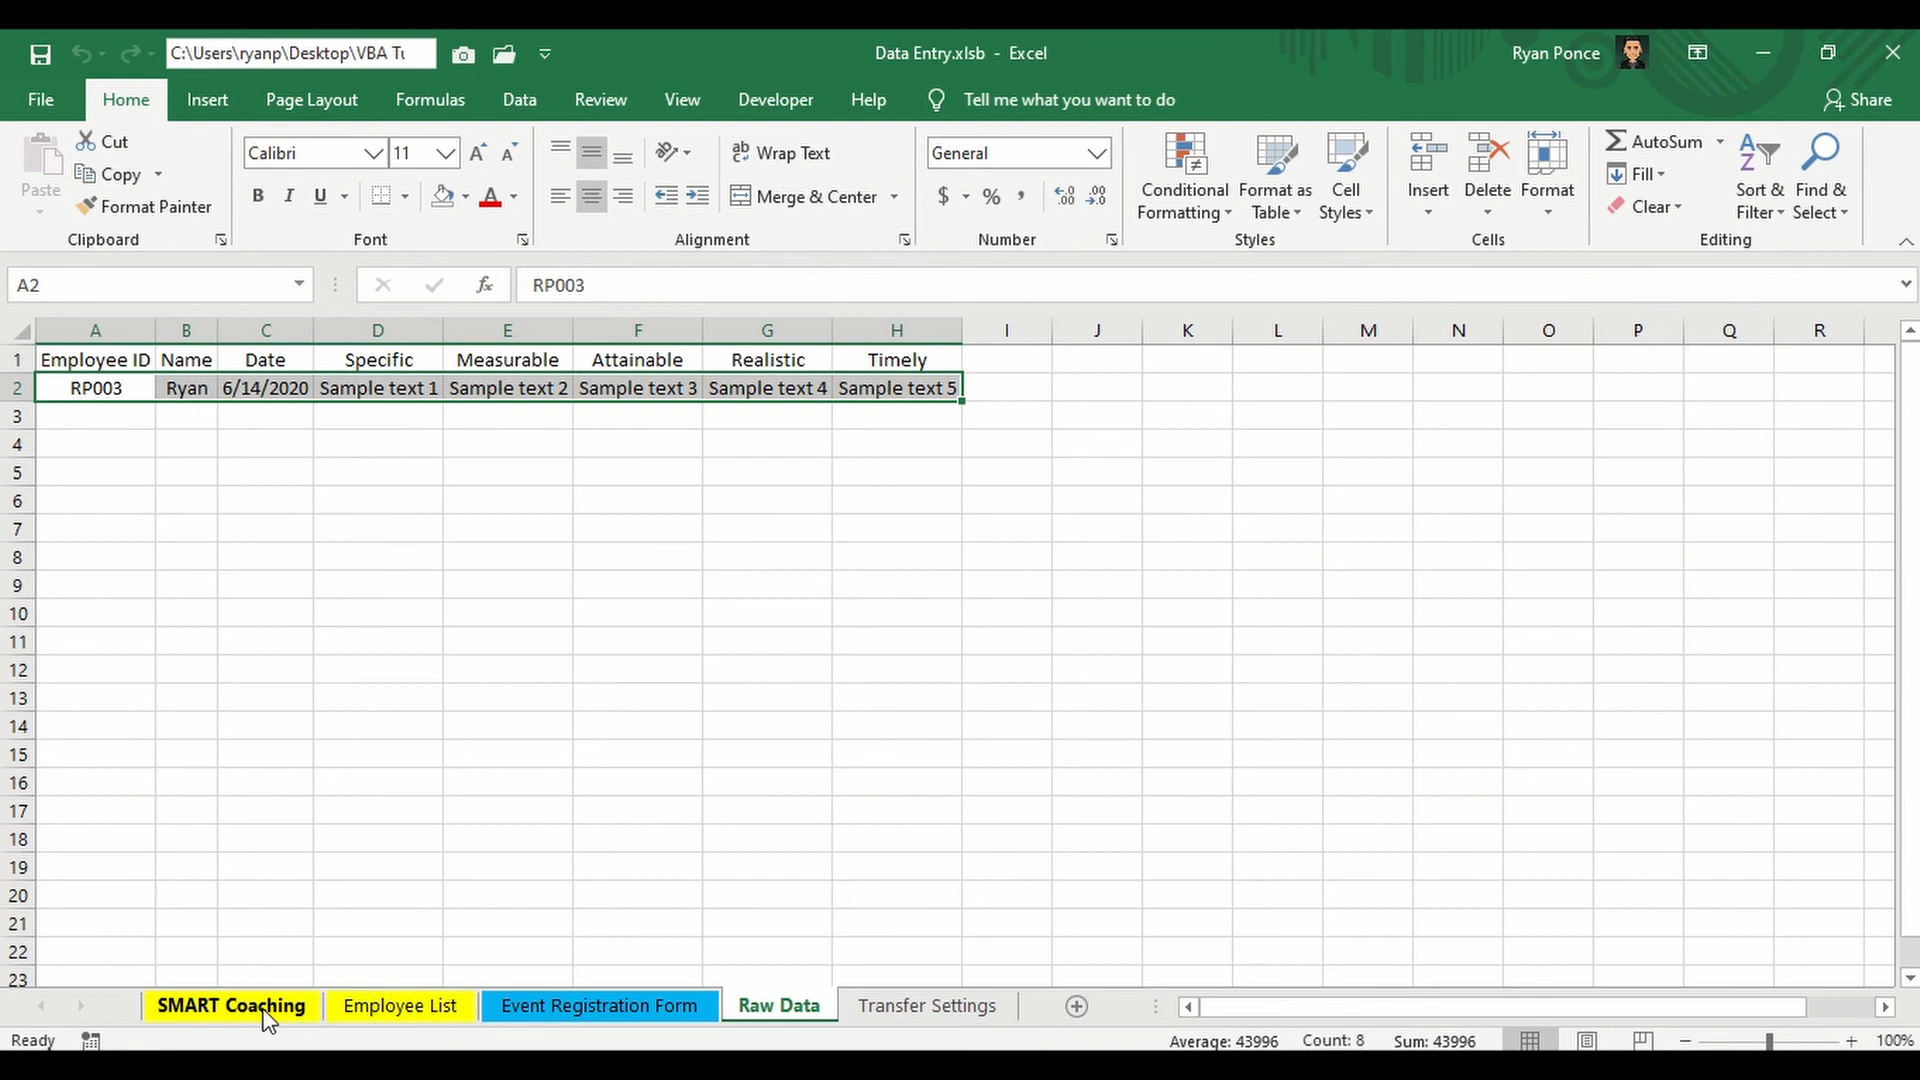 C:\Users\ryanp\Desktop\VBA Tu
Data Entry.xlsb - Excel
Ryan Ponce
File Home Insert Page Layout Formulas Data Review View Developer Help Tell me what you want to do Share
Paste
Cut
Copy
Format Painter
Clipboard
Calibri 11
B I U A
Font
ab Wrap Text
Merge & Center
Alignment
General
$ % ,
Number
Conditional Formatting
Format as Table
Cell Styles
Styles
Insert
Delete
Format
Cells
AutoSum
Fill
Clear
Sort & Filter
Find & Select
Editing
A2 fx RP003
A B C D E F G H I J K L M N O P Q R
1 Employee ID Name Date Specific Measurable Attainable Realistic Timely
2 RP003 Ryan 6/14/2020 Sample text 1 Sample text 2 Sample text 3 Sample text 4 Sample text 5
3
4
5
6
7
8
9
10
11
12
13
14
15
16
17
18
19
20
21
22
23
SMART Coaching Employee List Event Registration Form Raw Data Transfer Settings
Ready Average: 43996 Count: 8 Sum: 43996 100%